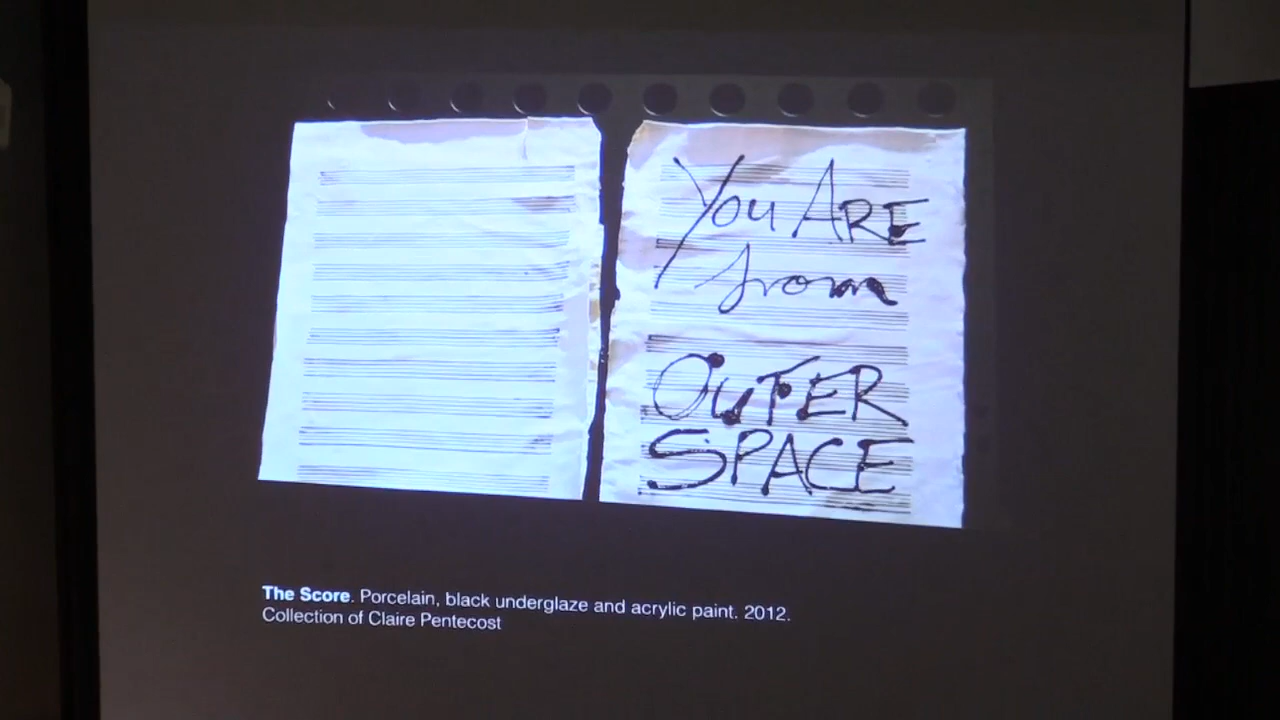 You ARE
from
OUTER
SPACE
The Score. Porcelain, black underglaze and acrylic paint. 2012.
Collection of Claire Pentecost